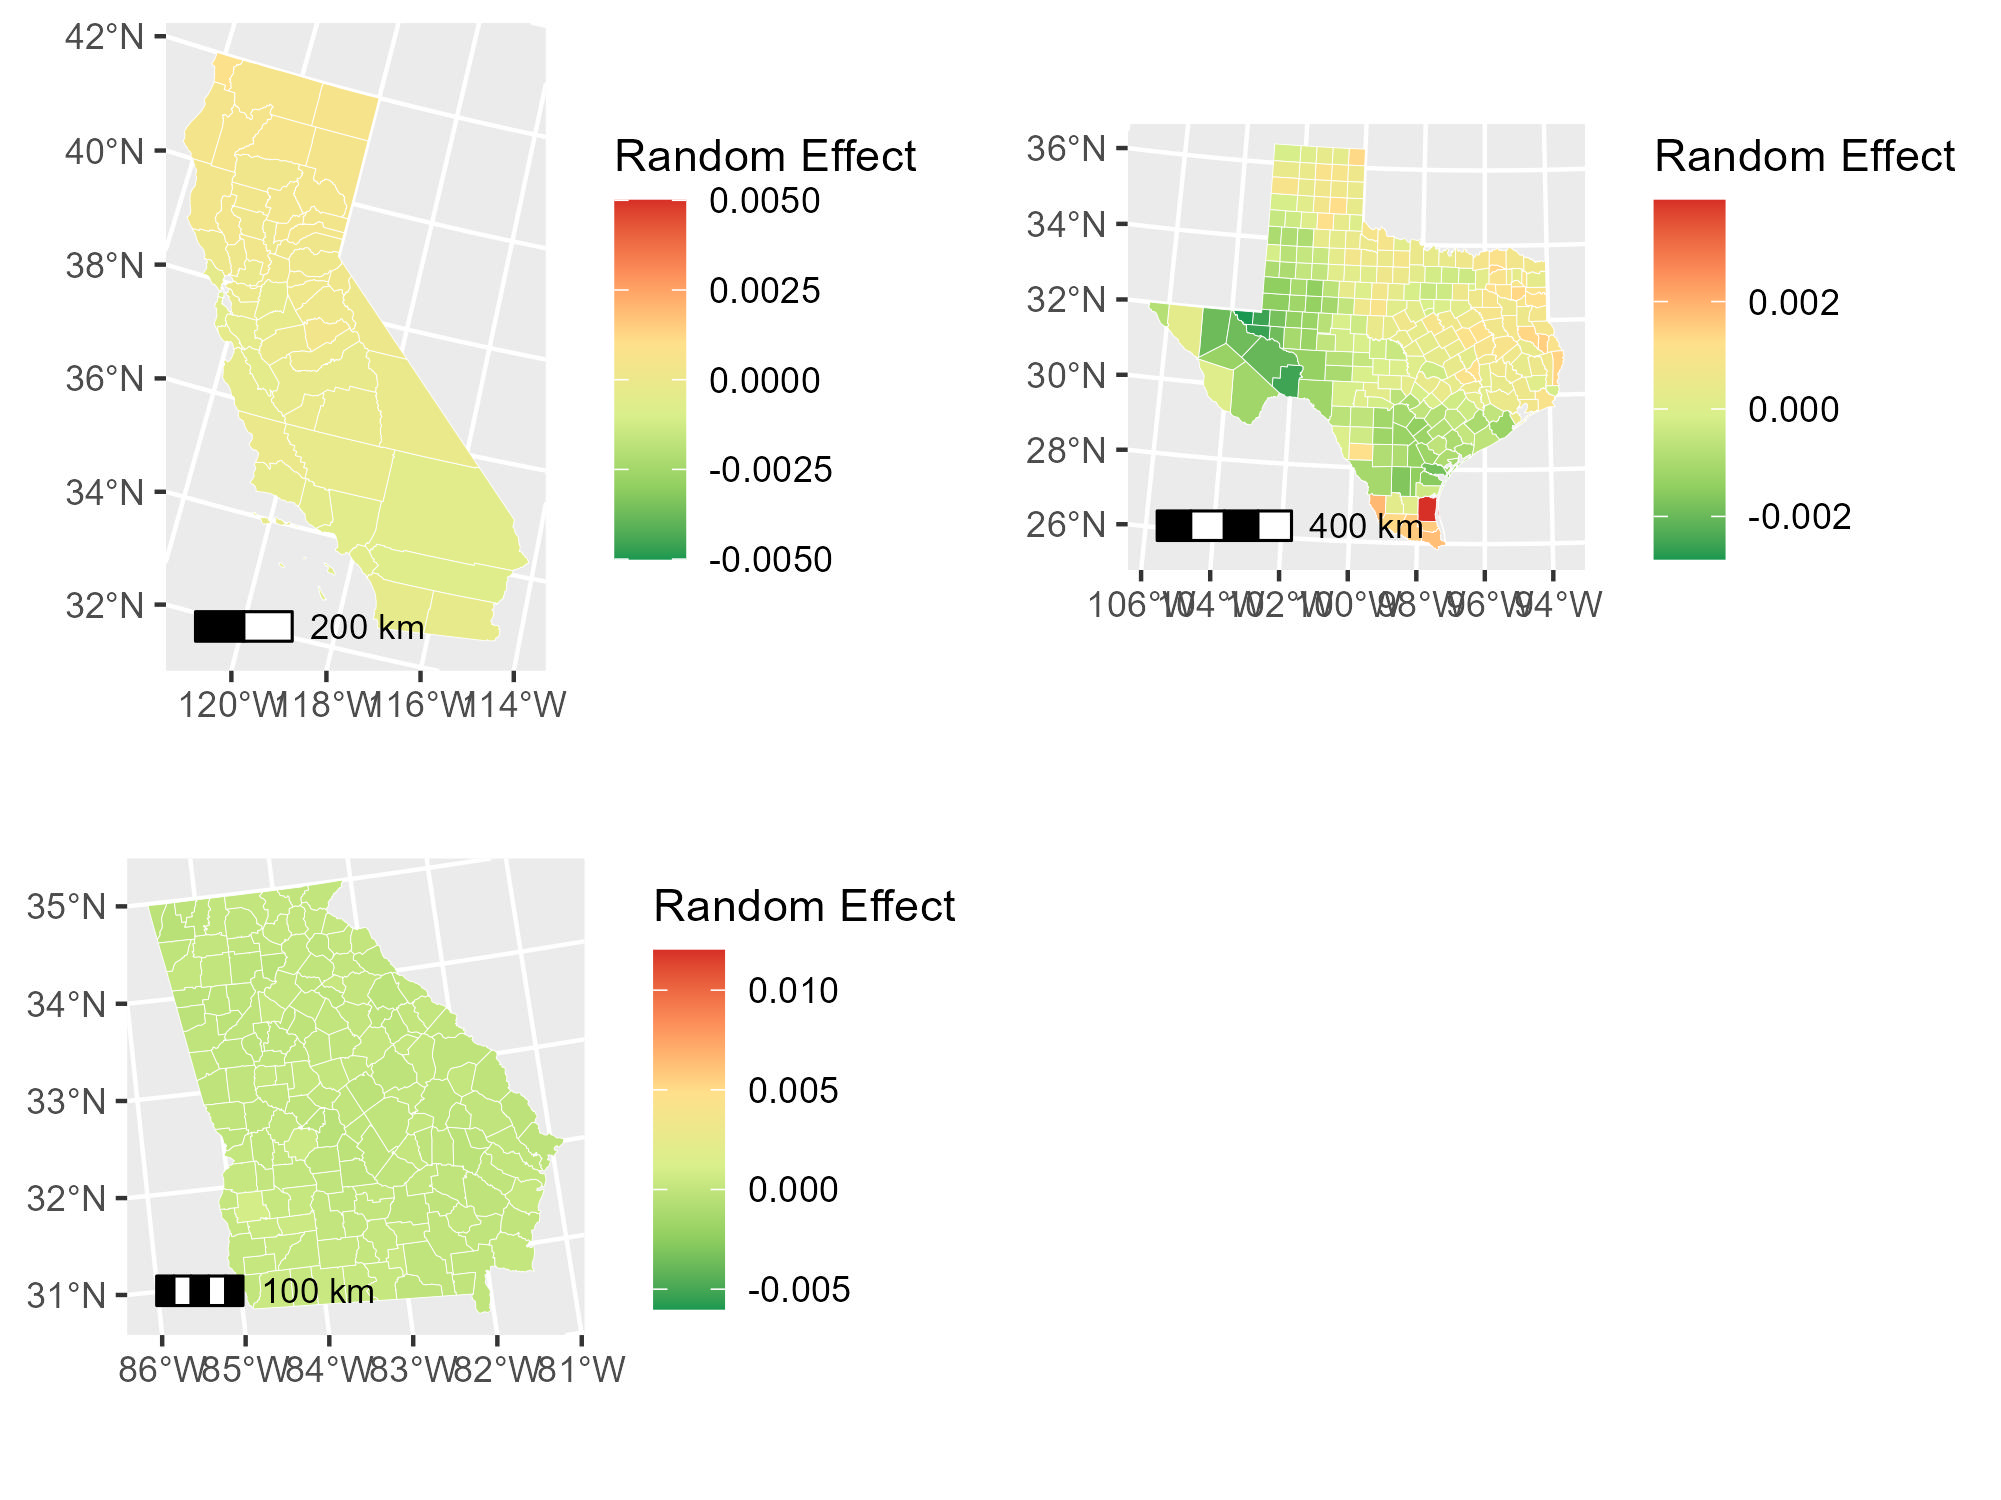 42°N
40°N
38°N
36°N
34°N
32°N
200 km
120°W
118°W
116°W
114°W
Random Effect
0.0050
0.0025
0.0000
-0.0025
-0.0050
36°N
34°N
32°N
30°N
28°N
26°N
400 km
106°W
104°W
102°W
100°W
98°W
96°W
94°W
Random Effect
0.002
0.000
-0.002
35°N
34°N
33°N
32°N
31°N
100 km
86°W
85°W
84°W
83°W
82°W
81°W
Random Effect
0.010
0.005
0.000
-0.005